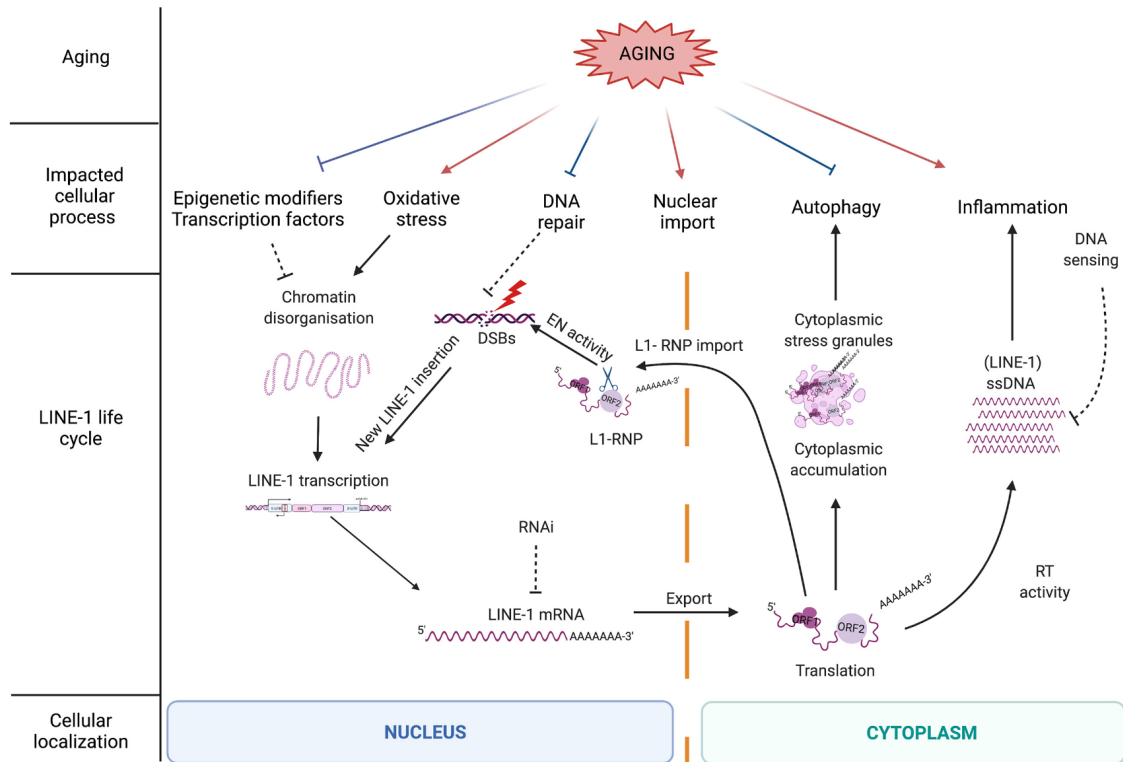 Aging
AGING
Impacted
cellular
process
Epigenetic modifiers
Transcription factors
Oxidative
stress
DNA
repair
Nuclear
import
Autophagy
Inflammation
DNA
sensing
LINE-1 life
cycle
Chromatin
disorganisation
DSBs
EN activity
New LINE-1 insertion
5'
ORF1
ORF2
AAAAAAA-3'
L1-RNP
L1- RNP import
Cytoplasmic
stress granules
Cytoplasmic
accumulation
(LINE-1)
ssDNA
LINE-1 transcription
ORF1
ORF2
RNAi
LINE-1 mRNA
5'
AAAAAAA-3'
Export
5'
ORF1
ORF2
AAAAAAA-3'
Translation
RT
activity
Cellular
localization
NUCLEUS
CYTOPLASM